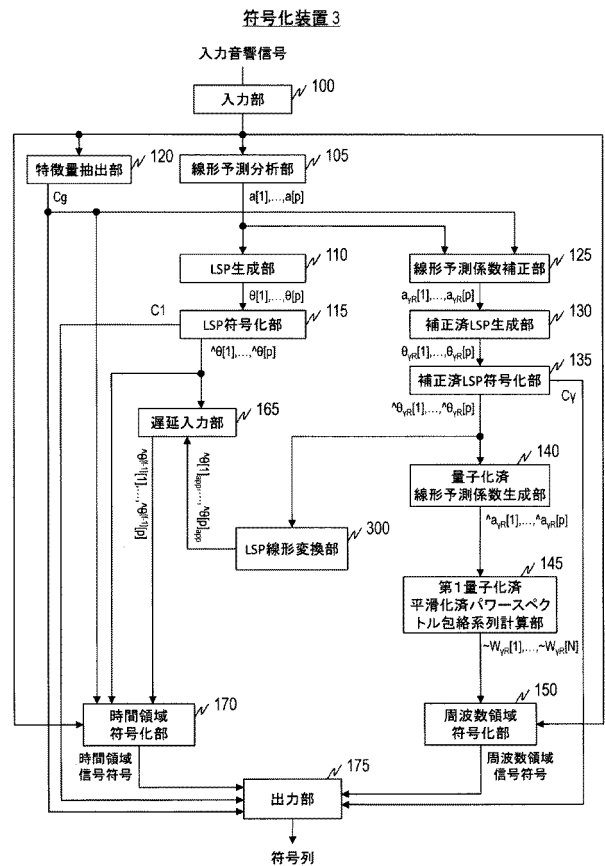 符号化装置3
入力音響信号
100
入力部
120
特徴量抽出部
105
線形予測分析部
Cg
a[1],...,a[p]
110
LSP生成部
125
線形予測係数補正部
θ[1],...,θ[p]
aγR[1],...,aγR[p]
C1
115
LSP符号化部
130
補正済LSP生成部
^θ[1],...,^θ[p]
θγR[1],...,θγR[p]
135
補正済LSP符号化部
Cγ
165
遅延入力部
^θγR[1],...,^θγR[p]
140
量子化済
線形予測係数生成部
^θ[1]app,...,^θ[p]app
300
LSP線形変換部
^aγR[1],...,^aγR[p]
145
第1量子化済
平滑化済パワースペク
トル包絡系列計算部
~WγR[1],...,~WγR[N]
170
時間領域
符号化部
150
周波数領域
符号化部
時間領域
信号符号
周波数領域
信号符号
175
出力部
符号列